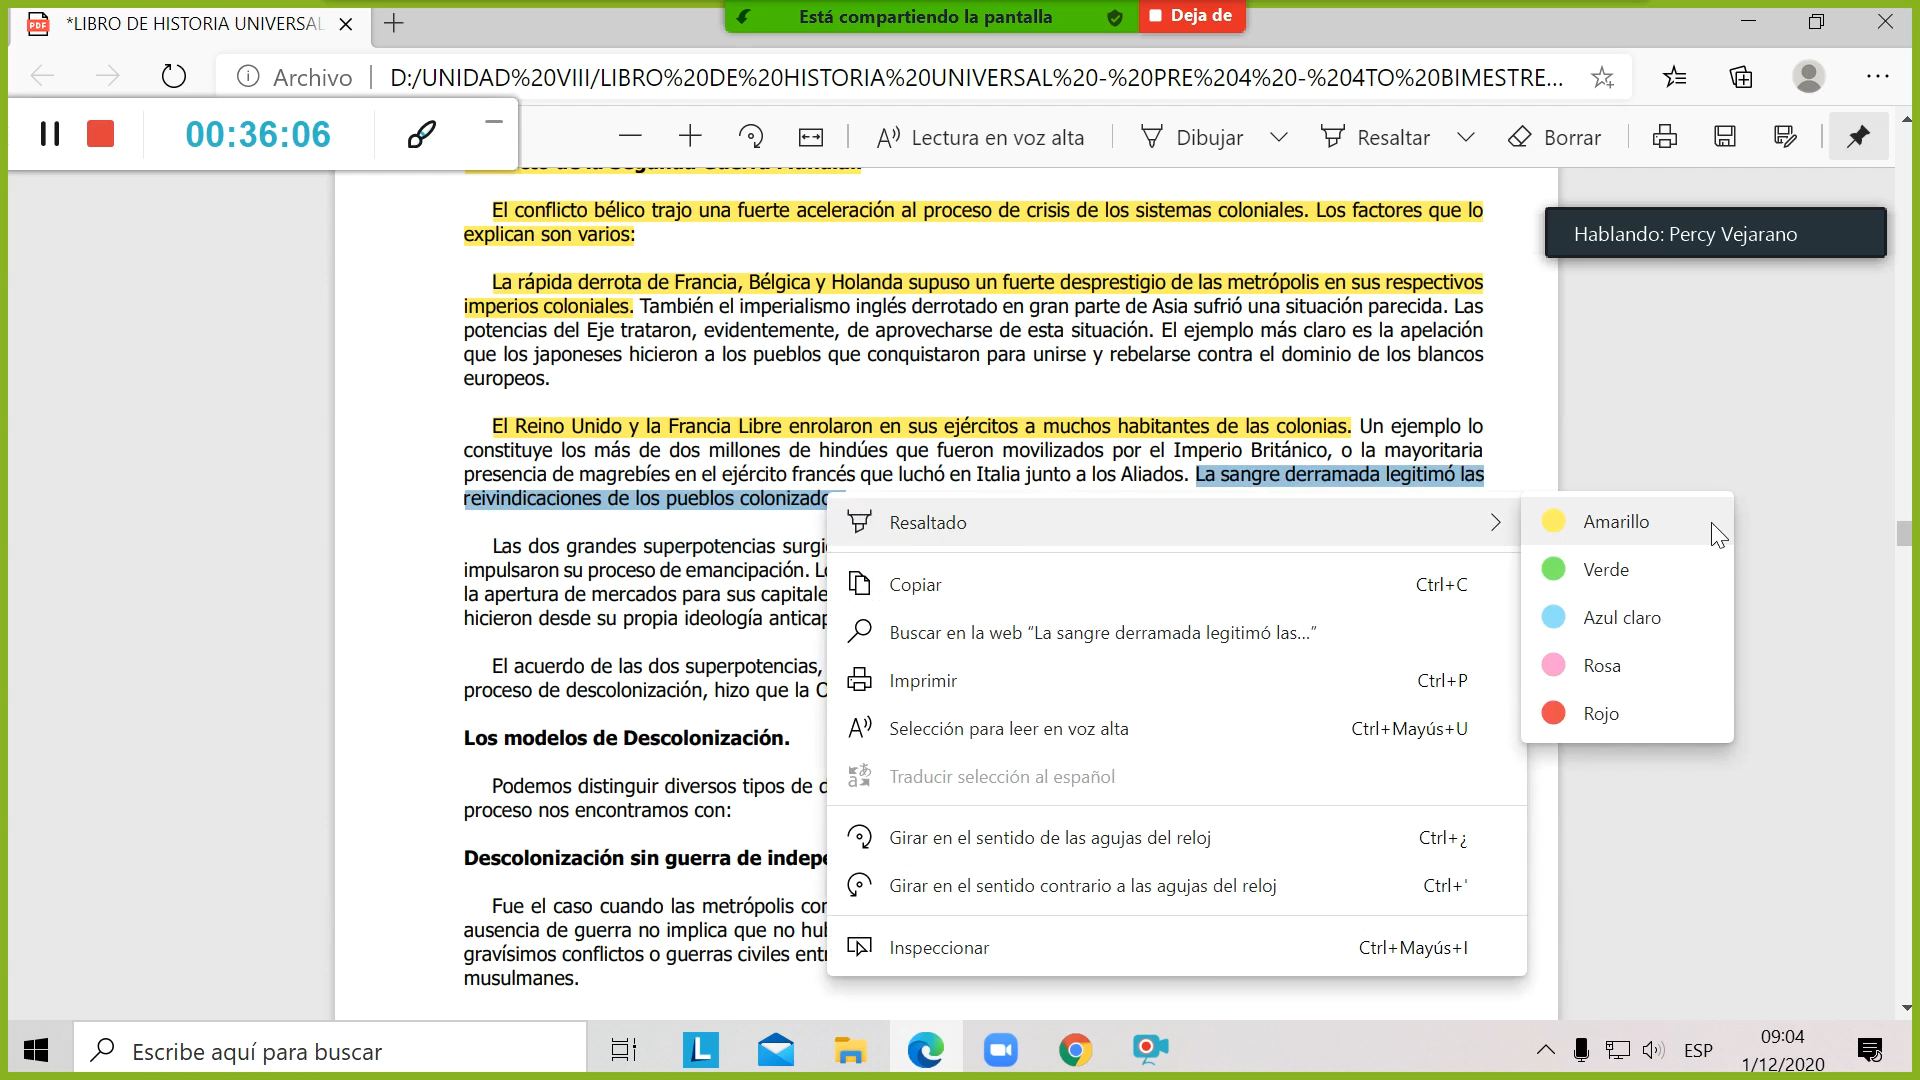 Está compartiendo la pantalla
Deja de
*LIBRO DE HISTORIA UNIVERSAL
Archivo
D:/UNIDAD%20VIII/LIBRO%20DE%20HISTORIA%20UNIVERSAL%20-%20PRE%204%20-%204TO%20BIMESTRE...
00:36:06
Lectura en voz alta
Dibujar
Resaltar
Borrar
Hablando: Percy Vejarano
de la Segunda Guerra Mundial.
El conflicto bélico trajo una fuerte aceleración al proceso de crisis de los sistemas coloniales. Los factores que lo
explican son varios:
La rápida derrota de Francia, Bélgica y Holanda supuso un fuerte desprestigio de las metrópolis en sus respectivos
imperios coloniales. También el imperialismo inglés derrotado en gran parte de Asia sufrió una situación parecida. Las
potencias del Eje trataron, evidentemente, de aprovecharse de esta situación. El ejemplo más claro es la apelación
que los japoneses hicieron a los pueblos que conquistaron para unirse y rebelarse contra el dominio de los blancos
europeos.
El Reino Unido y la Francia Libre enrolaron en sus ejércitos a muchos habitantes de las colonias. Un ejemplo lo
constituye los más de dos millones de hindúes que fueron movilizados por el Imperio Británico, o la mayoritaria
presencia de magrebíes en el ejército francés que luchó en Italia junto a los Aliados. La sangre derramada legitimó las
reivindicaciones de los pueblos colonizado
Las dos grandes superpotencias surgi
impulsaron su proceso de emancipación. Lo
la apertura de mercados para sus capitale
hicieron desde su propia ideología anticap
El acuerdo de las dos superpotencias,
proceso de descolonización, hizo que la O
Los modelos de Descolonización.
Podemos distinguir diversos tipos de d
proceso nos encontramos con:
Descolonización sin guerra de indepe
Fue el caso cuando las metrópolis con
ausencia de guerra no implica que no hub
gravísimos conflictos o guerras civiles entr
musulmanes.
Resaltado
Copiar Ctrl+C
Buscar en la web “La sangre derramada legitimó las...”
Imprimir Ctrl+P
Selección para leer en voz alta Ctrl+Mayús+U
Traducir selección al español
Girar en el sentido de las agujas del reloj Ctrl+¿
Girar en el sentido contrario a las agujas del reloj Ctrl+'
Inspeccionar Ctrl+Mayús+I
Amarillo
Verde
Azul claro
Rosa
Rojo
Escribe aquí para buscar
ESP
09:04
1/12/2020